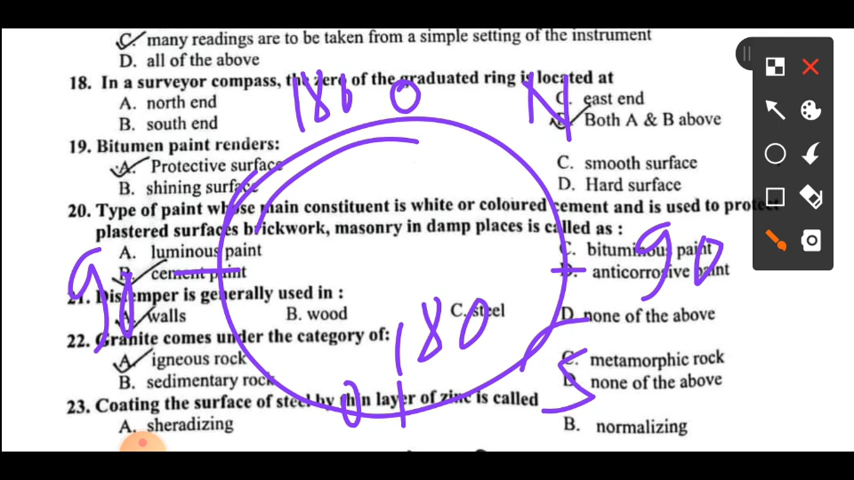 C. many readings are to be taken from a simple setting of the instrument
D. all of the above
18. In a surveyor compass, the zero of the graduated ring is located at
A. north end
C. east end
B. south end
Both A & B above
180 0 N
19. Bitumen paint renders:
A. Protective surface
C. smooth surface
B. shining surface
D. Hard surface
20. Type of paint whose main constituent is white or coloured cement and is used to protect
plastered surfaces brickwork, masonry in damp places is called as :
A. luminous paint
C. bituminous paint
B. cement paint
D. anticorrosive paint
90 90
21. Distemper is generally used in :
A. walls
B. wood
C. steel
D. none of the above
180
22. Granite comes under the category of:
A. igneous rock
C. metamorphic rock
B. sedimentary rock
D. none of the above
0 S
23. Coating the surface of steel by thin layer of zinc is called
A. sheradizing
B. normalizing